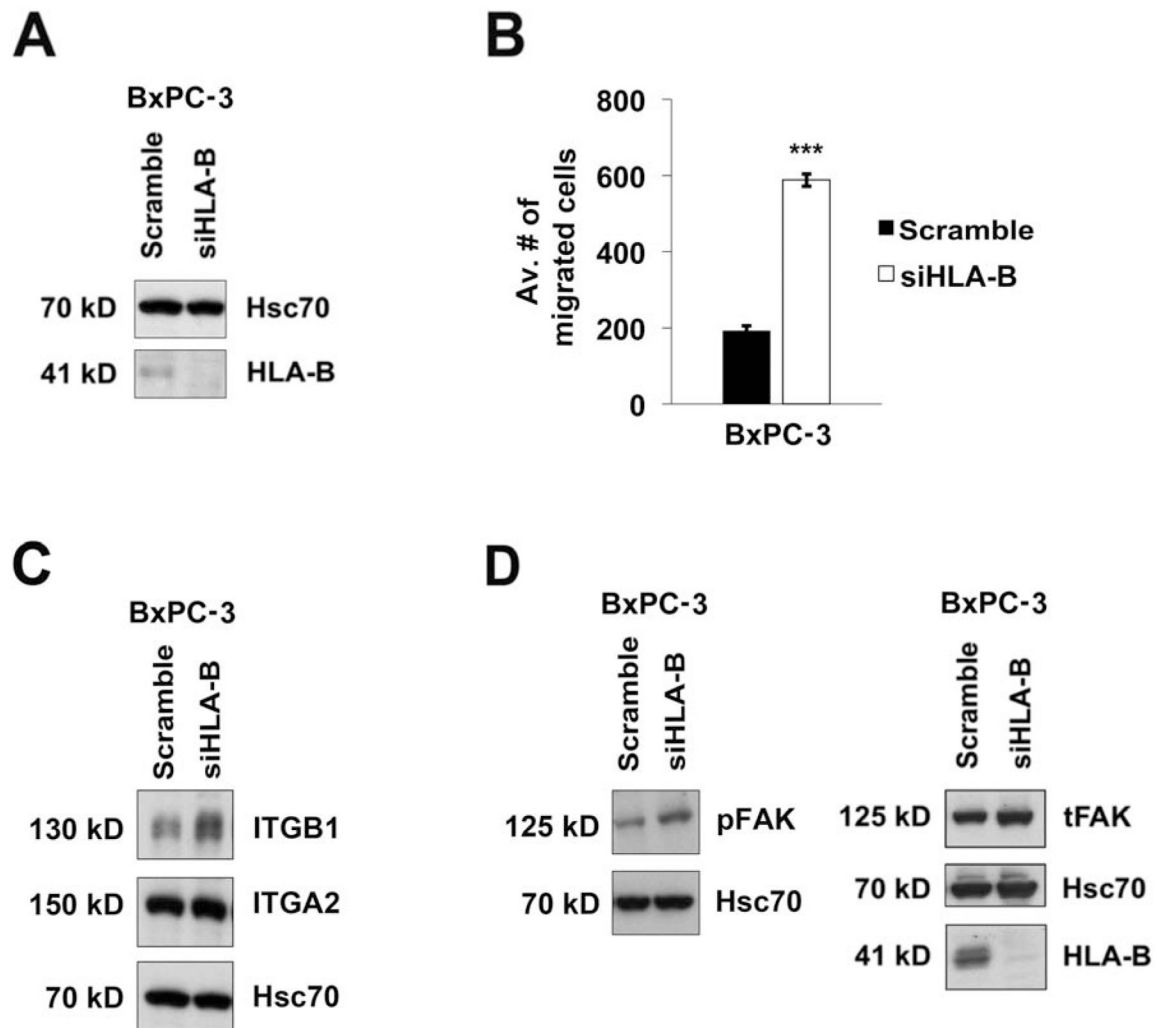 A
BxPC-3
Scramble
siHLA-B
70 kD Hsc70
41 kD HLA-B
B
Av. # of
migrated cells
800
600
400
200
0
***
BxPC-3
Scramble
siHLA-B
C
BxPC-3
Scramble
siHLA-B
130 kD ITGB1
150 kD ITGA2
70 kD Hsc70
D
BxPC-3
Scramble
siHLA-B
125 kD pFAK
70 kD Hsc70
BxPC-3
Scramble
siHLA-B
125 kD tFAK
70 kD Hsc70
41 kD HLA-B